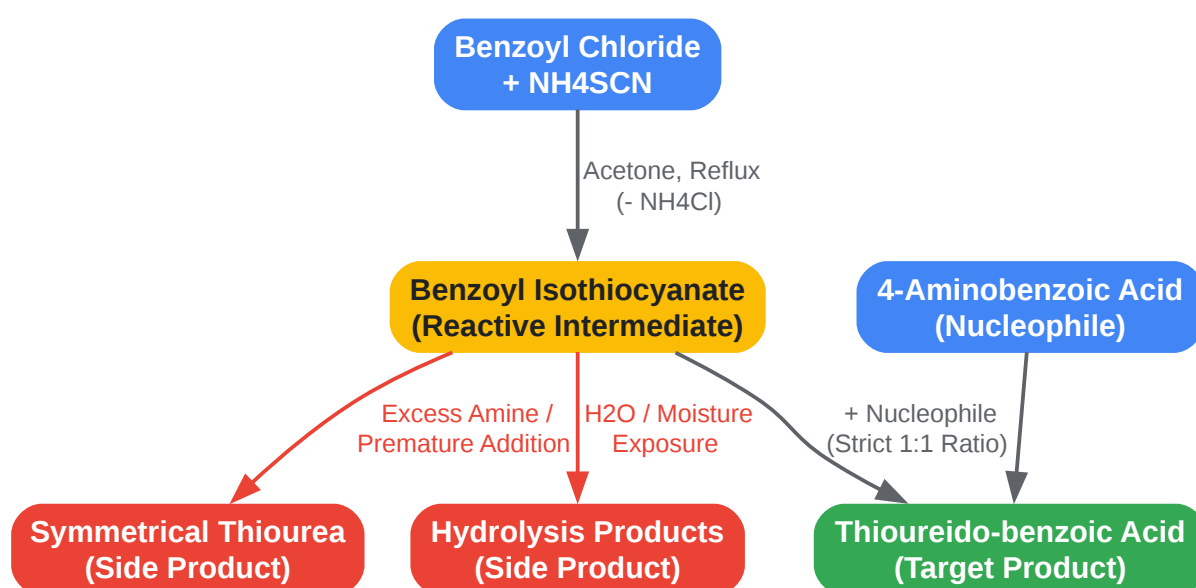 Benzoyl Chloride
+ NH4SCN
Acetone, Reflux
(- NH4Cl)
Benzoyl Isothiocyanate
(Reactive Intermediate)
4-Aminobenzoic Acid
(Nucleophile)
Excess Amine /
Premature Addition
H2O / Moisture
Exposure
+ Nucleophile
(Strict 1:1 Ratio)
Symmetrical Thiourea
(Side Product)
Hydrolysis Products
(Side Product)
Thioureido-benzoic Acid
(Target Product)